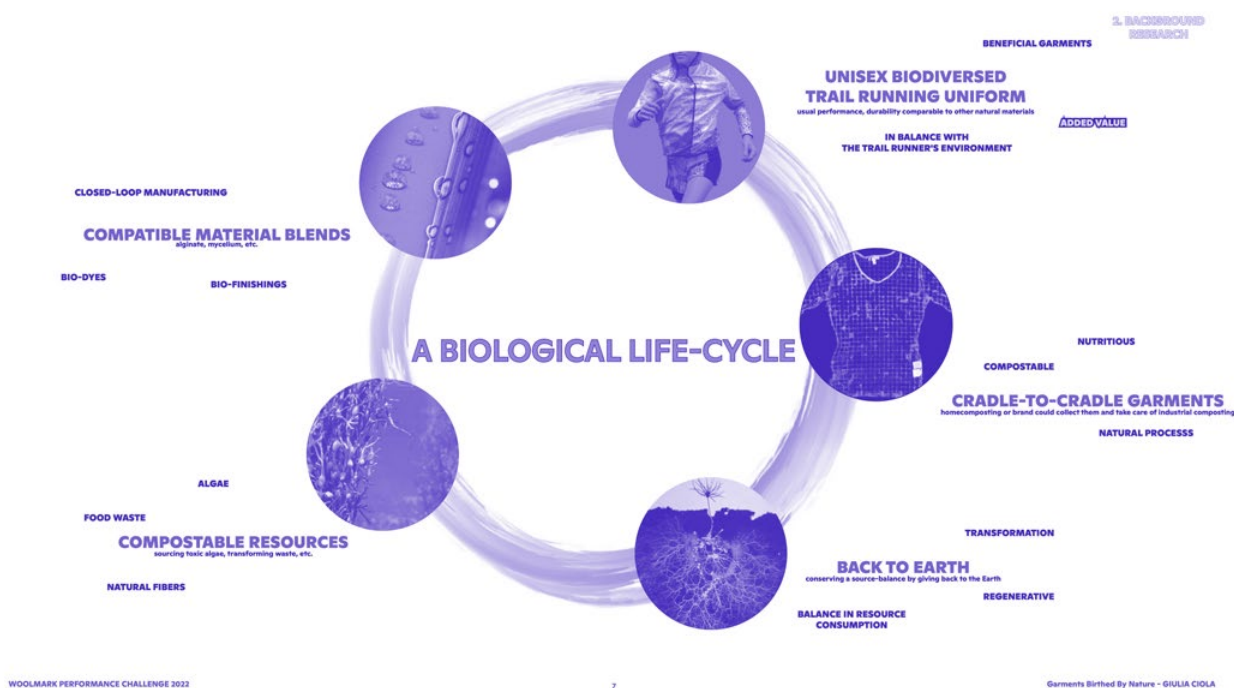 2. BACKGROUND
RESEARCH
BENEFICIAL GARMENTS
UNISEX BIODIVERSED
TRAIL RUNNING UNIFORM
usual performance, durability comparable to other natural materials
ADDED VALUE
IN BALANCE WITH
THE TRAIL RUNNER'S ENVIRONMENT
CLOSED-LOOP MANUFACTURING
COMPATIBLE MATERIAL BLENDS
alginate, mycelium, etc.
BIO-DYES
BIO-FINISHINGS
A BIOLOGICAL LIFE-CYCLE
NUTRITIOUS
COMPOSTABLE
CRADLE-TO-CRADLE GARMENTS
homecomposting or brand could collect them and take care of industrial composting
NATURAL PROCESSS
ALGAE
FOOD WASTE
COMPOSTABLE RESOURCES
sourcing toxic algae, transforming waste, etc.
NATURAL FIBERS
TRANSFORMATION
BACK TO EARTH
conserving a source-balance by giving back to the Earth
REGENERATIVE
BALANCE IN RESOURCE
CONSUMPTION
WOOLMARK PERFORMANCE CHALLENGE 2022
7
Garments Birthed By Nature - GIULIA CIOLA